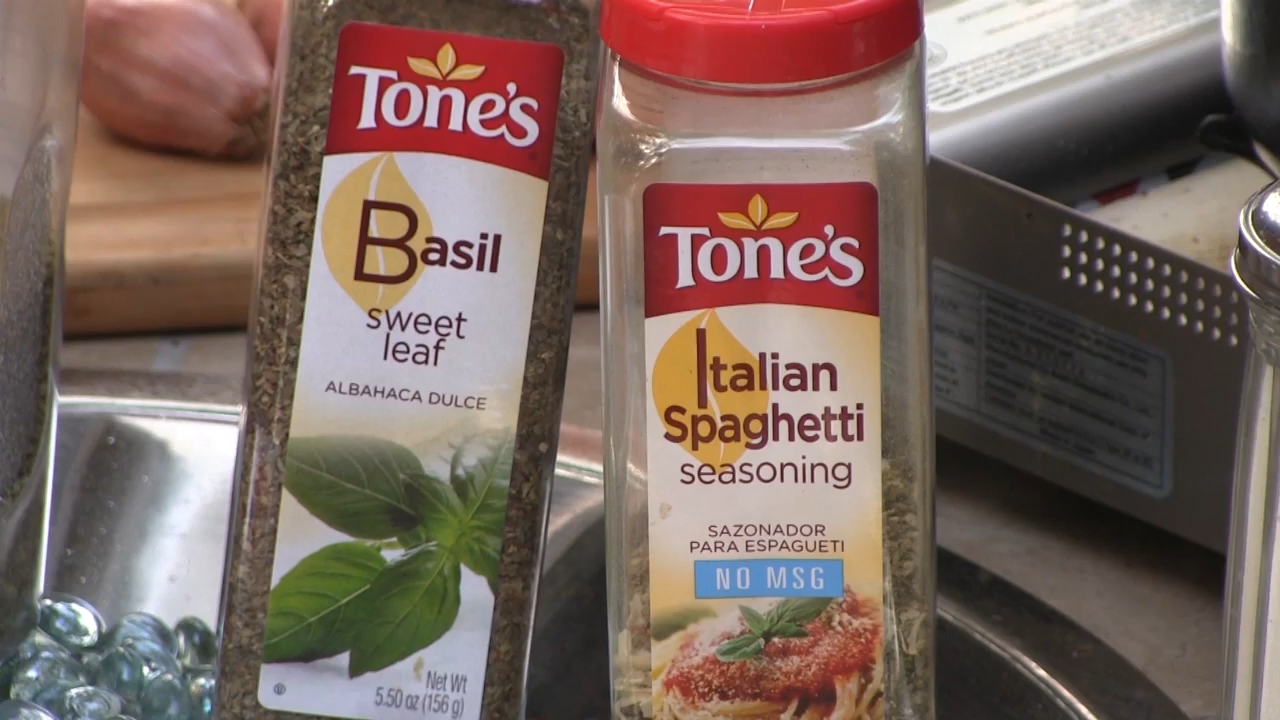 Tone's
Basil
sweet
leaf
ALBAHACA DULCE
Net Wt
5.50 oz (156 g)
Tone's
Italian
Spaghetti
seasoning
SAZONADOR
PARA ESPAGUETI
NO MSG